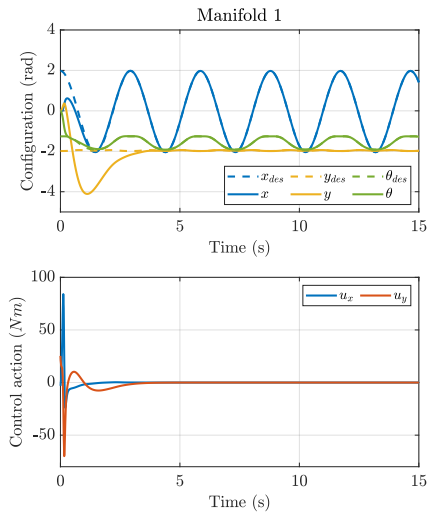 Manifold 1
Configuration (rad)
4
2
0
-2
-4
x_des y_des θ_des
x y θ
0 5 10 15
Time (s)
Control action (Nm)
100
50
0
-50
u_x u_y
0 5 10 15
Time (s)